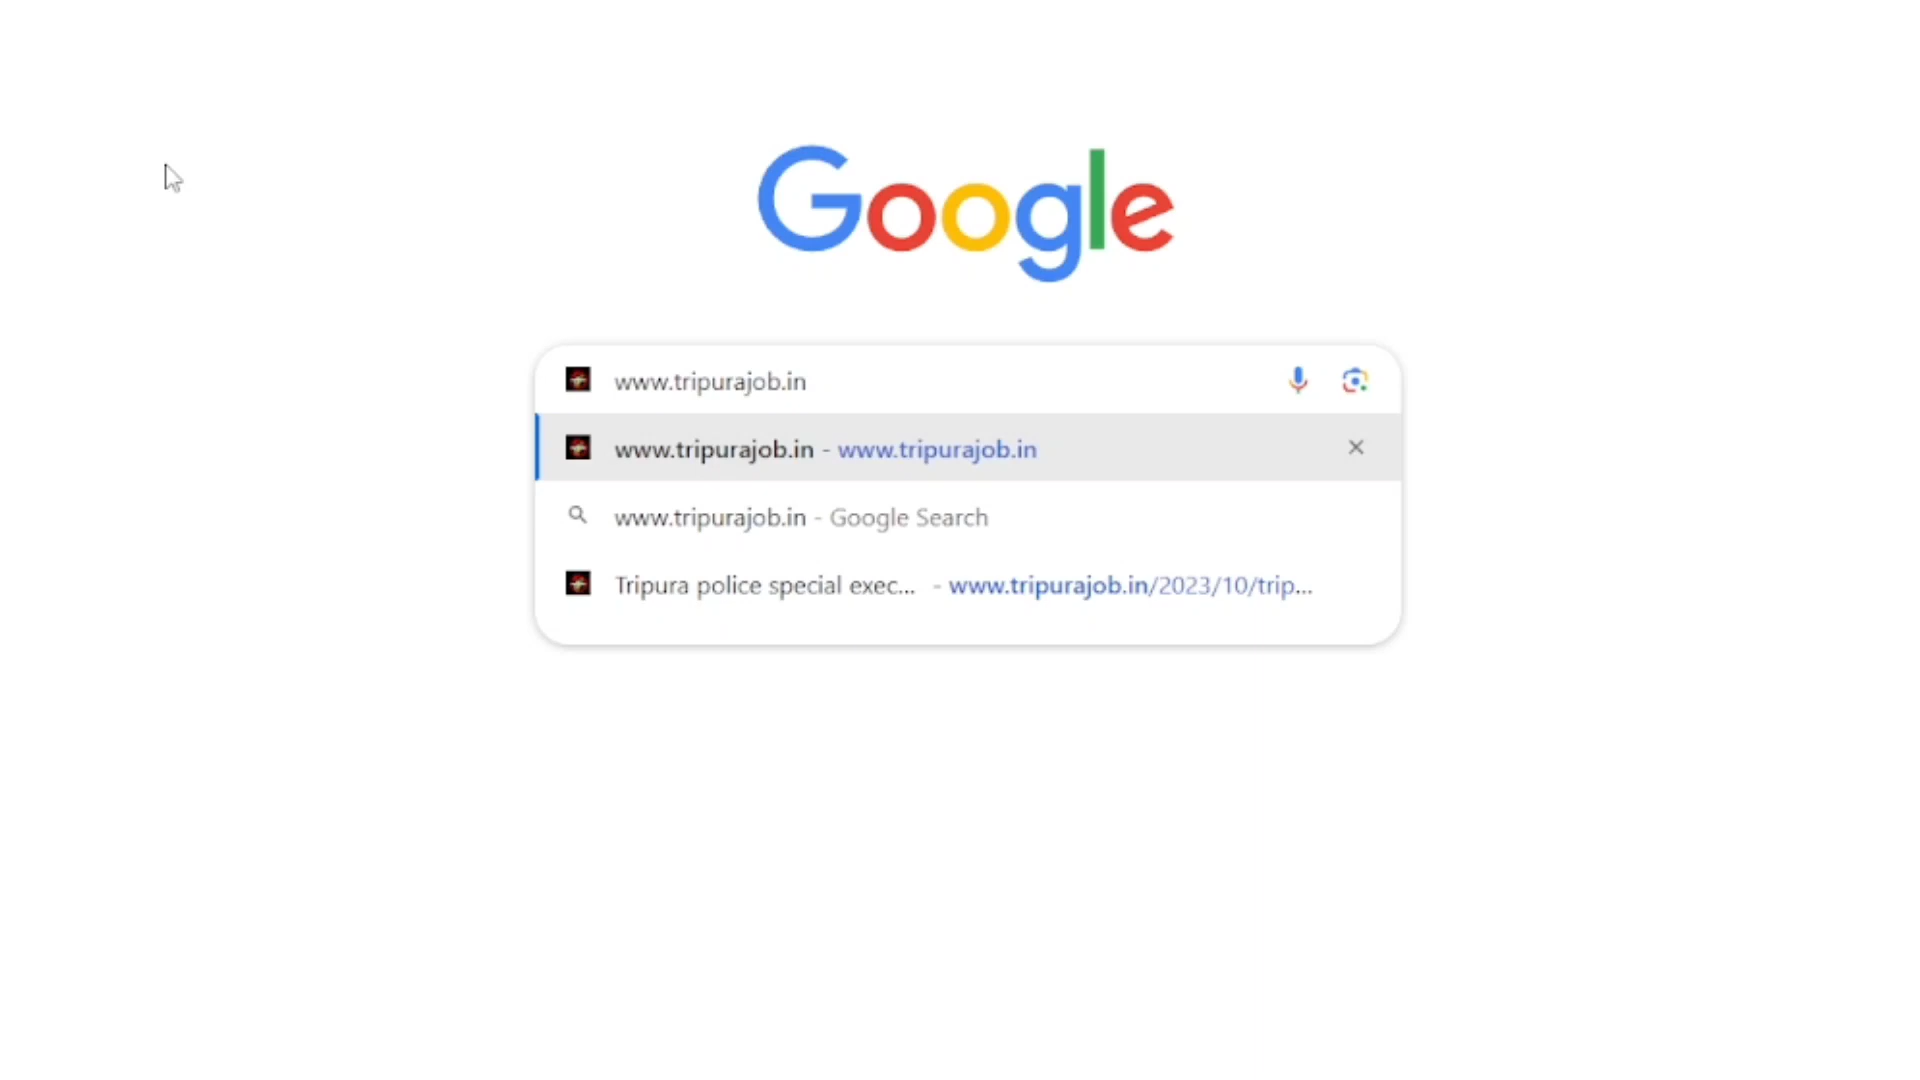 Google
www.tripurajob.in
www.tripurajob.in - www.tripurajob.in
www.tripurajob.in - Google Search
Tripura police special exec... - www.tripurajob.in/2023/10/trip...